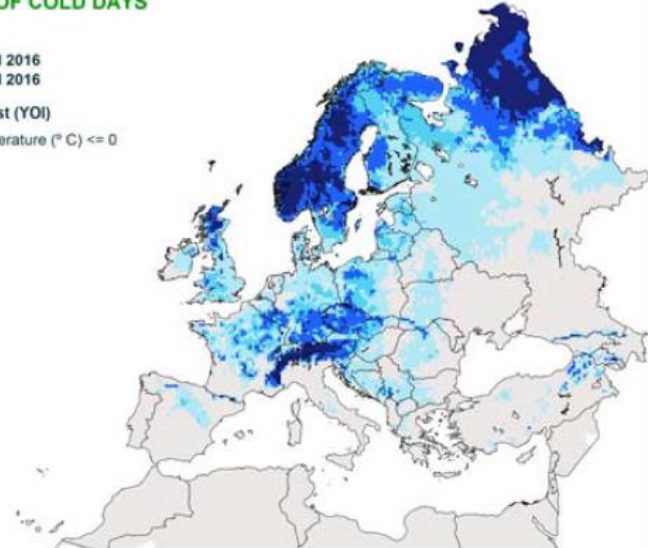 OF COLD DAYS
2016
2016
st (YOI)
erature (° C) <= 0